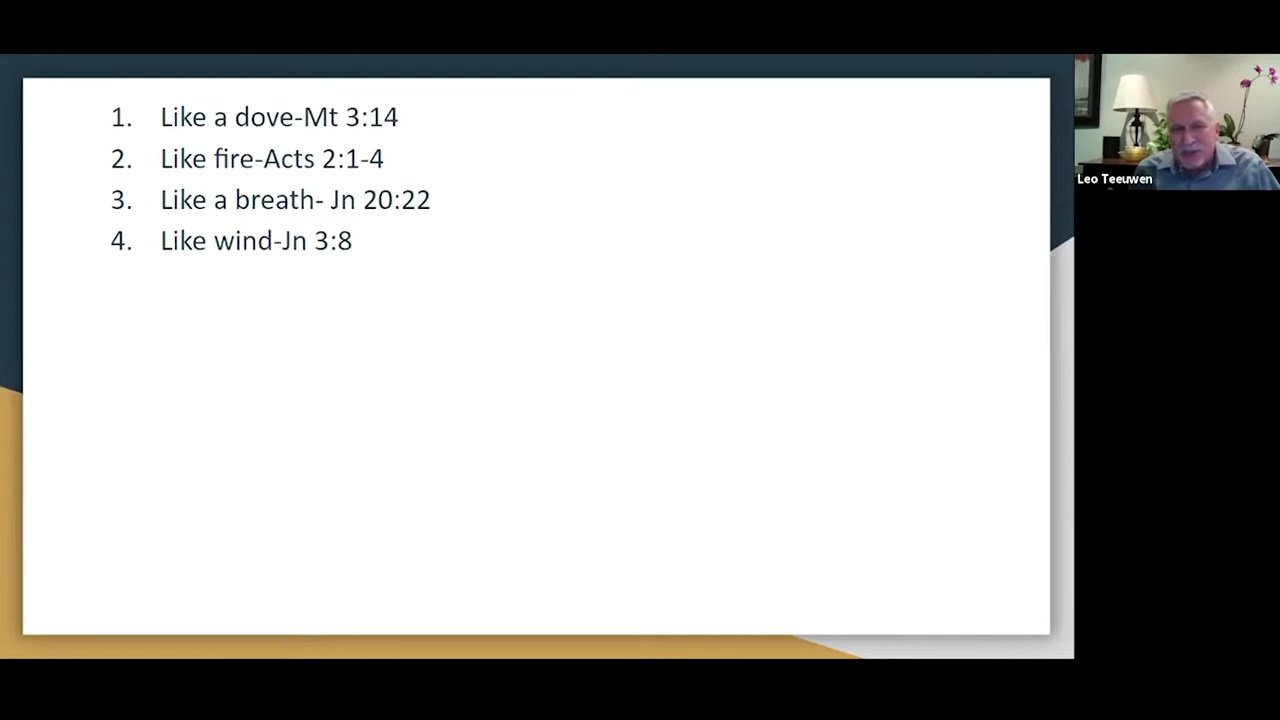 1. Like a dove-Mt 3:14
2. Like fire-Acts 2:1-4
3. Like a breath- Jn 20:22
4. Like wind-Jn 3:8
Leo Teeuwen